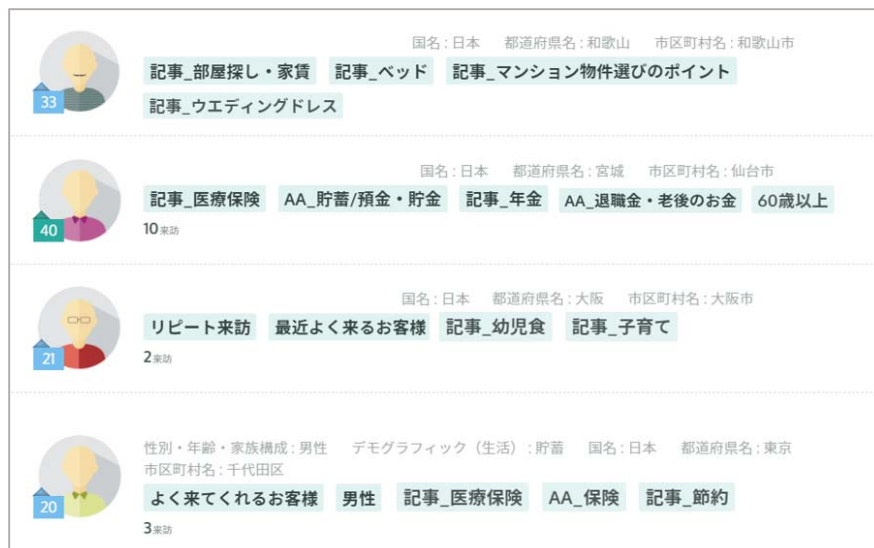 国名 : 日本 都道府県名 : 和歌山 市区町村名 : 和歌山市
記事_部屋探し・家賃 記事_ベッド 記事_マンション物件選びのポイント
33
記事_ウエディングドレス
国名 : 日本 都道府県名 : 宮城 市区町村名 : 仙台市
記事_医療保険 AA_貯蓄/預金・貯金 記事_年金 AA_退職金・老後のお金 60歳以上
40
10来訪
国名 : 日本 都道府県名 : 大阪 市区町村名 : 大阪市
リピート来訪 最近よく来るお客様 記事_幼児食 記事_子育て
21
2来訪
性別・年齢・家族構成 : 男性 デモグラフィック（生活） : 貯蓄 国名 : 日本 都道府県名 : 東京
市区町村名 : 千代田区
よく来てくれるお客様 男性 記事_医療保険 AA_保険 記事_節約
20
3来訪